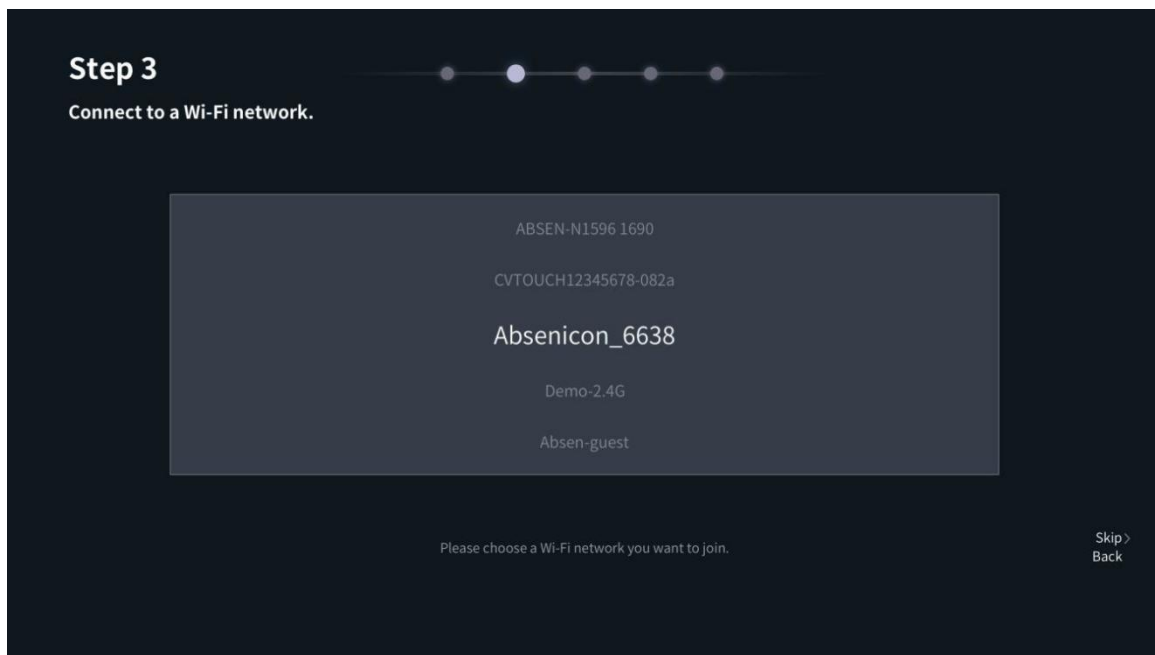 Step 3
Connect to a Wi-Fi network.
ABSEN-N1596 1690
CVTOUCH12345678-082a
Absenicon_6638
Demo-2.4G
Absen-guest
Please choose a Wi-Fi network you want to join.
Skip>
Back